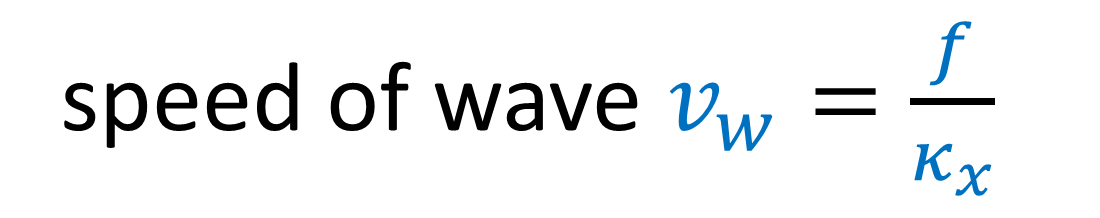 speed of wave 𝑣_𝑤 = 𝑓/𝜅_𝑥